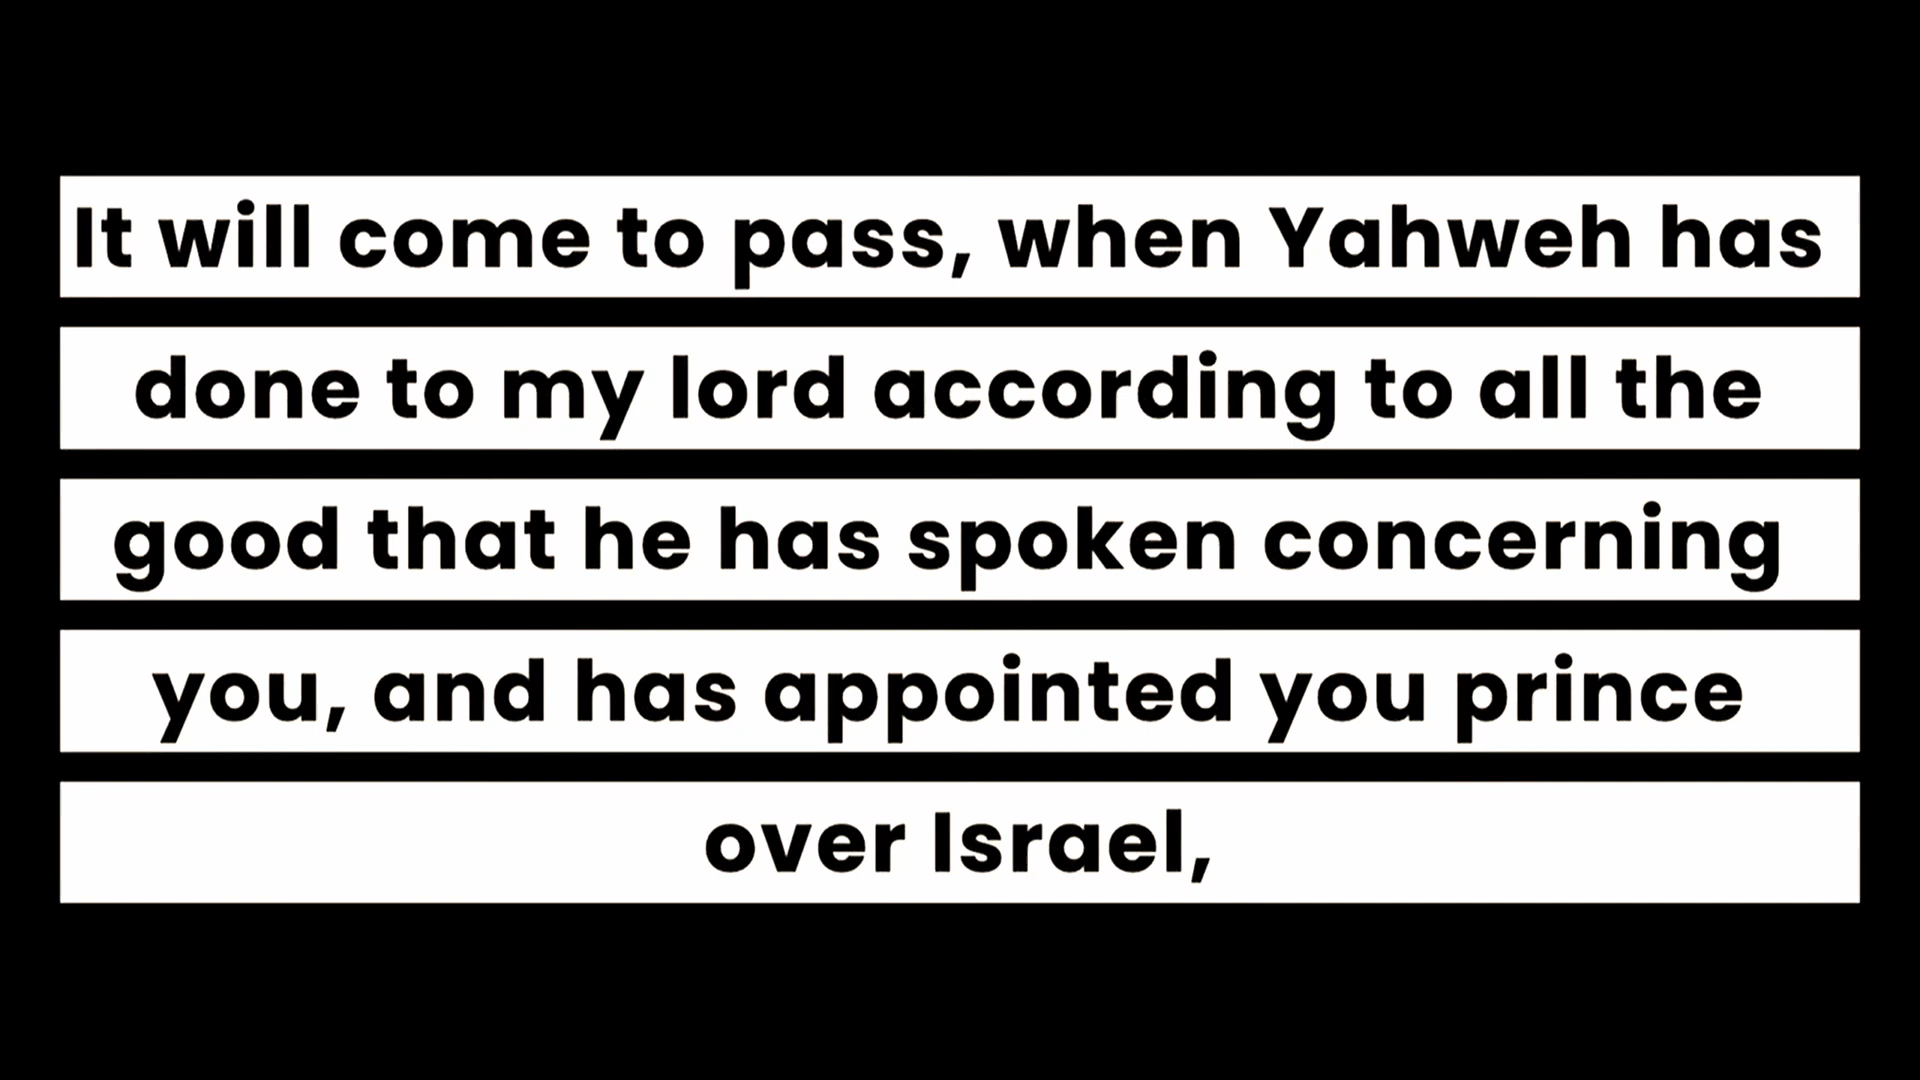 It will come to pass, when Yahweh has
done to my lord according to all the
good that he has spoken concerning
you, and has appointed you prince
over Israel,